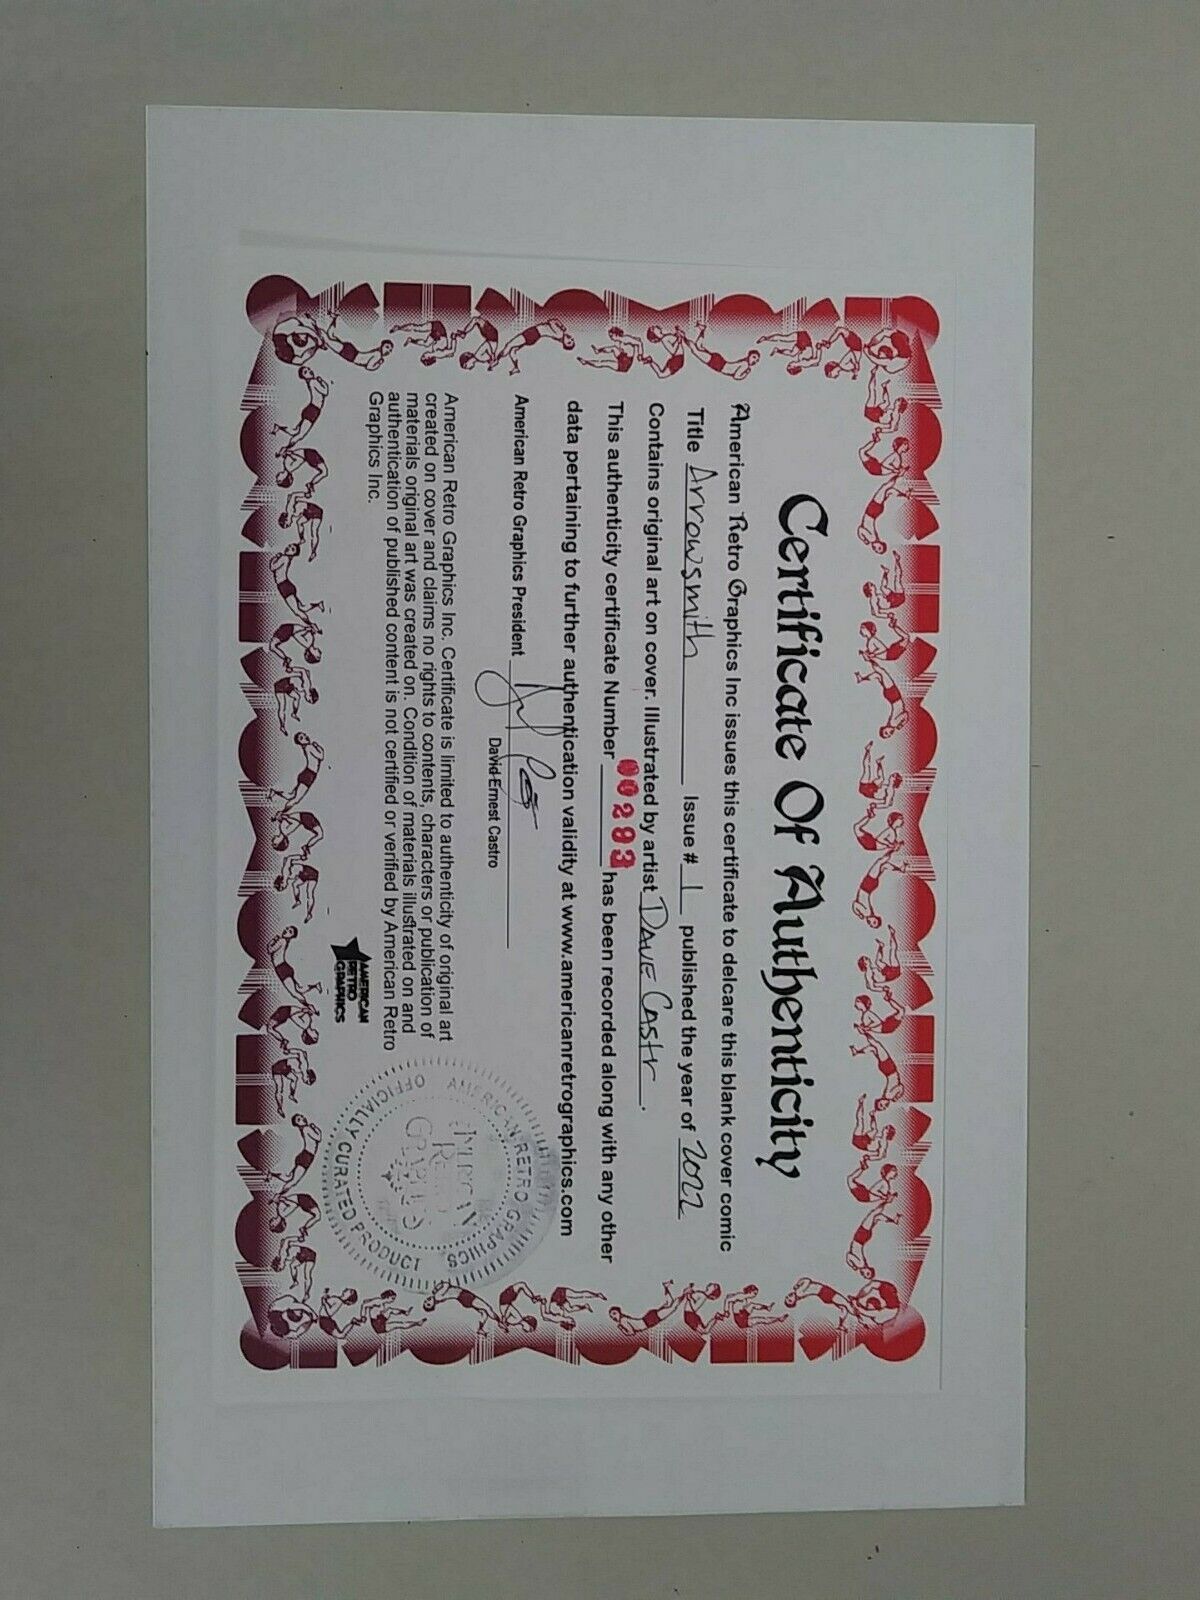 Certificate Of Authenticity
American Retro Graphics Inc issues this certificate to delcare this blank cover comic
Title Arrowsmith Issue # 1 published the year of 2022
Contains original art on cover. Illustrated by artist Dave Castr.
This authenticity certificate Number 00293 has been recorded along with any other
data pertaining to further authentication validity at www.americanretrographics.com
American Retro Graphics President
David-Ernest Castro
American Retro Graphics Inc. Certificate is limited to authenticity of original art
created on cover and claims no rights to contents, characters or publication of
materials original art was created on. Condition of materials illustrated on and
authentication of published content is not certified or verified by American Retro
Graphics Inc.
AMERICAN
RETRO
GRAPHICS
AMERICAN RETRO GRAPHICS
OFFICIALLY CURATED PRODUCT